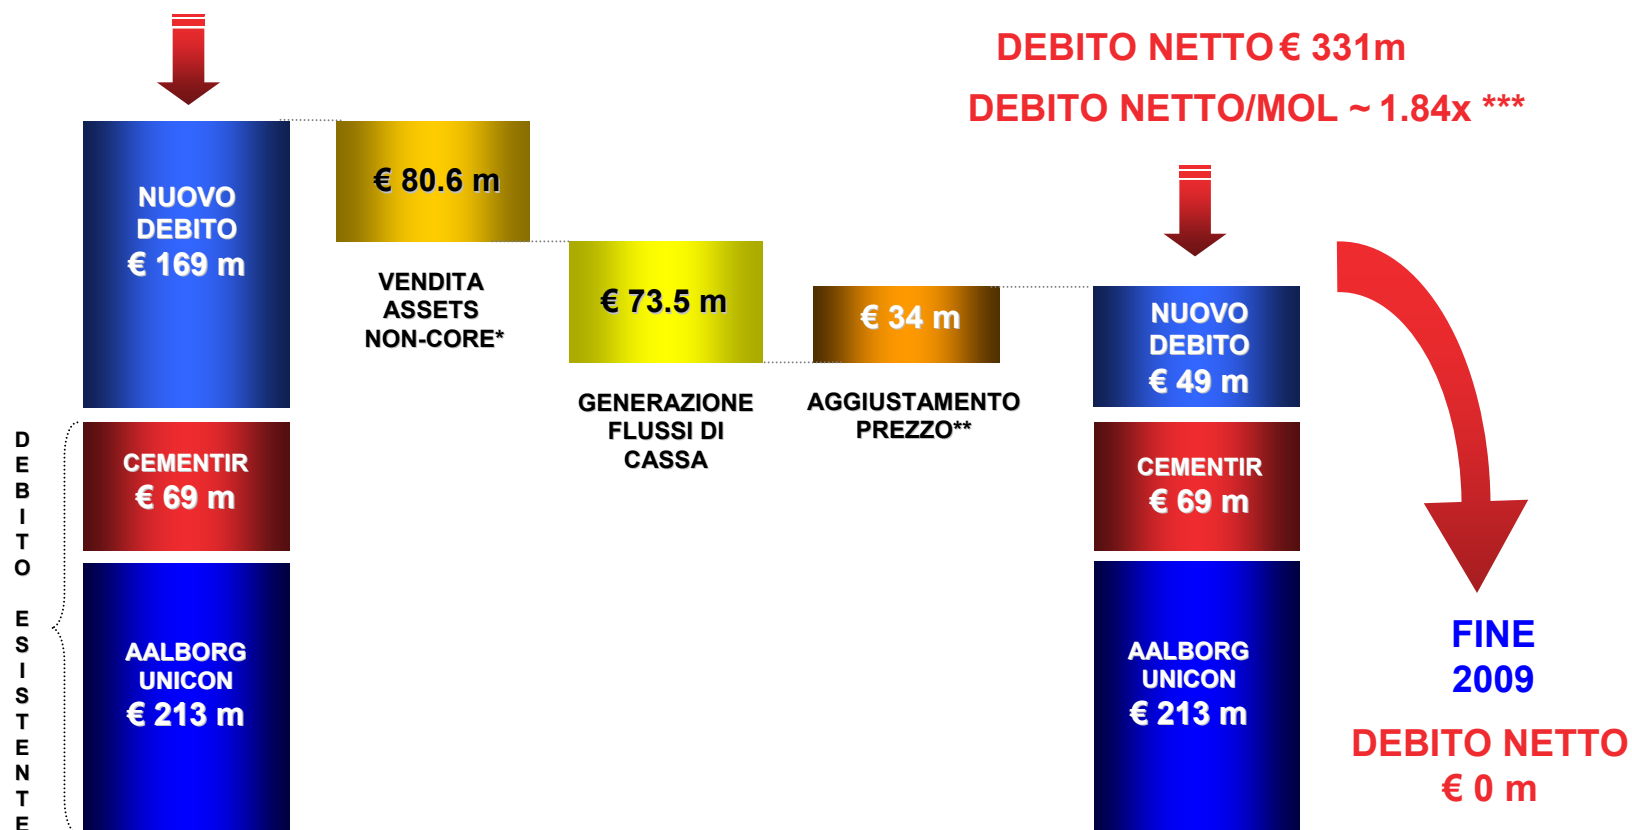 DEBITO NETTO € 331m
DEBITO NETTO/MOL ~ 1.84x ***
NUOVO
DEBITO
€ 169 m
€ 80.6 m
VENDITA
ASSETS
NON-CORE*
€ 73.5 m
GENERAZIONE
FLUSSI DI
CASSA
€ 34 m
AGGIUSTAMENTO
PREZZO**
NUOVO
DEBITO
€ 49 m
DEBITO ESISTENTE
CEMENTIR
€ 69 m
CEMENTIR
€ 69 m
AALBORG
UNICON
€ 213 m
AALBORG
UNICON
€ 213 m
FINE
2009
DEBITO NETTO
€ 0 m